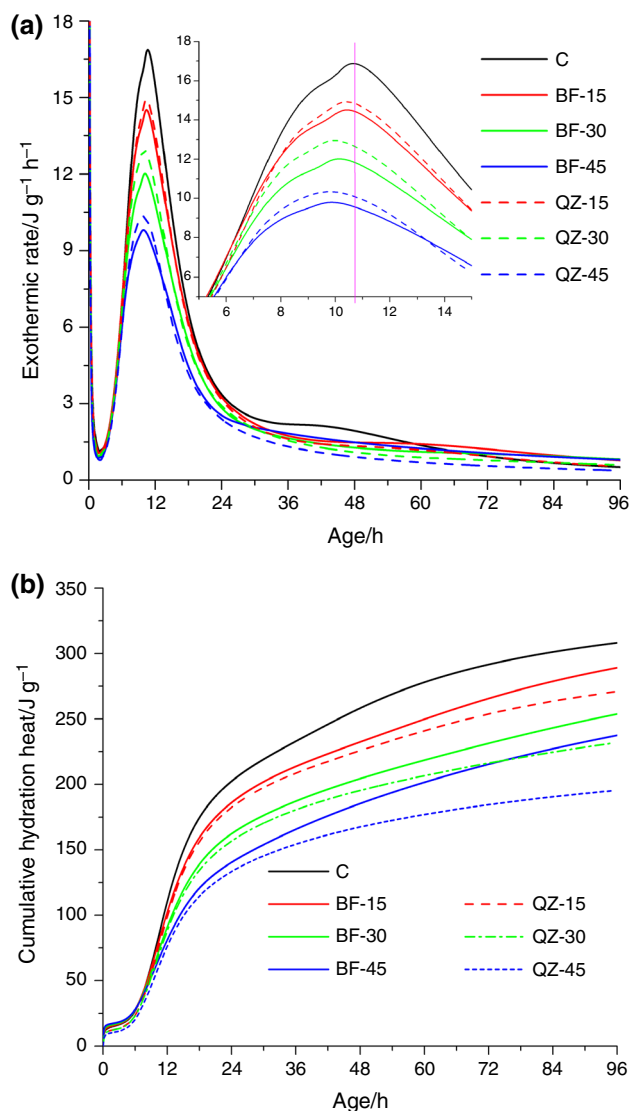 (a)
Exothermic rate/J g⁻¹ h⁻¹
18
15
12
9
6
3
0
0 12 24 36 48 60 72 84 96
Age/h
18
17
16
14
12
10
18
16
6 8 10 12 14
C
BF-15
BF-30
BF-45
QZ-15
QZ-30
QZ-45
(b)
Cumulative hydration heat/J g⁻¹
350
300
250
200
150
100
50
0
0 12 24 36 48 60 72 84 96
Age/h
C
BF-15 QZ-15
BF-30 QZ-30
BF-45 QZ-45